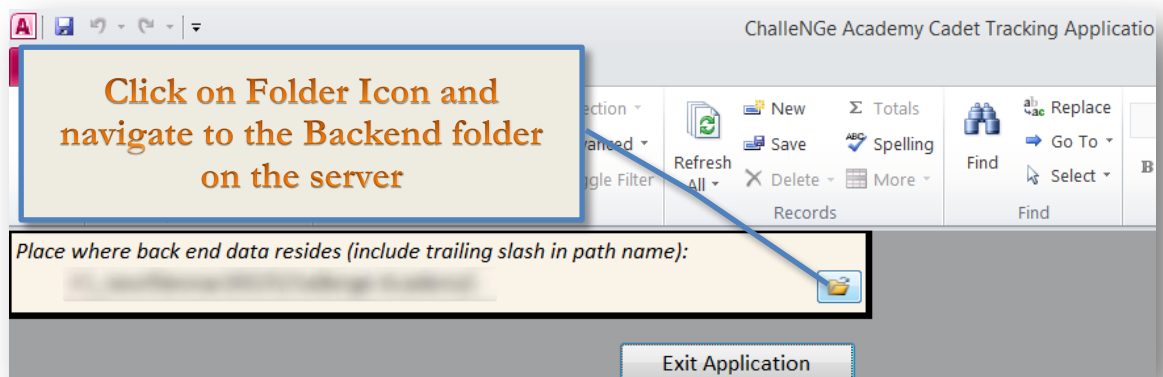 ChalleNGe Academy Cadet Tracking Applicatio
Click on Folder Icon and
navigate to the Backend folder
on the server
ection
vanced
ggle Filter
Refresh
All
New
Save
Delete
Σ Totals
Spelling
More
Records
Find
Replace
Go To
Select
Find
B
Place where back end data resides (include trailing slash in path name):
Exit Application